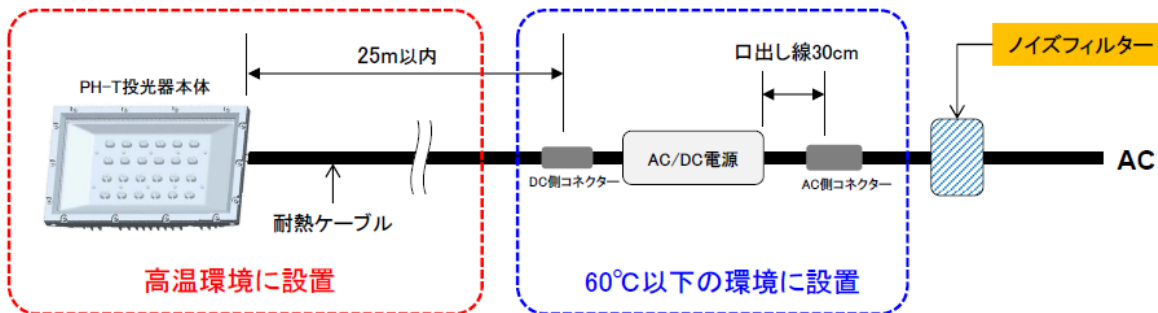 25m以内
口出し線30cm
ノイズフィルター
PH-T投光器本体
AC/DC電源
AC
DC側コネクター
AC側コネクター
耐熱ケーブル
高温環境に設置
60℃以下の環境に設置